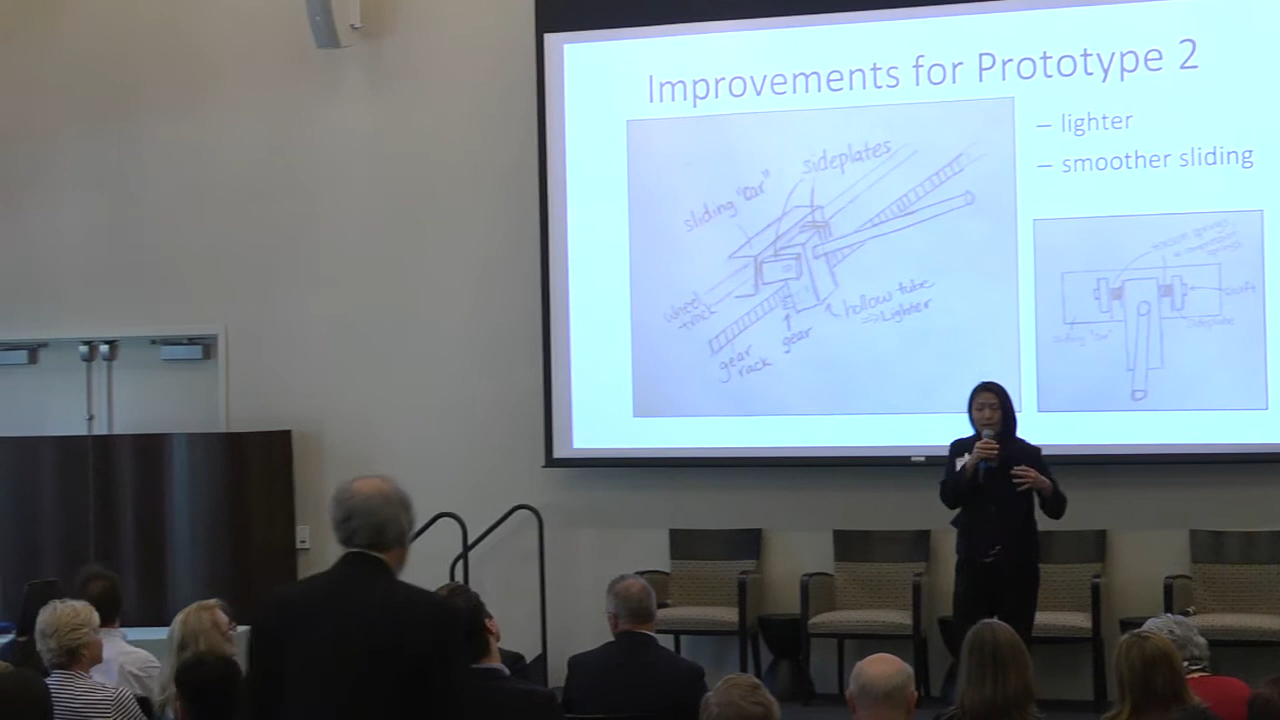 Improvements for Prototype 2
– lighter
– smoother sliding
sideplates
sliding "car"
wheel
track
hollow tube
⇒ Lighter
gear
gear
rack
sliding "car"
sideplate
shaft